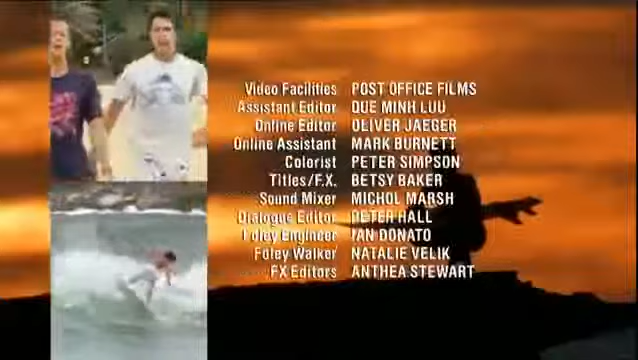 Video Facilities POST OFFICE FILMS
Assistant Editor QUE MINH LUU
Online Editor OLIVER JAEGER
Online Assistant MARK BURNETT
Colorist PETER SIMPSON
Titles/F.X. BETSY BAKER
Sound Mixer MICHOL MARSH
Dialogue Editor PETER HALL
Foley Engineer IAN DONATO
Foley Walker NATALIE VELIK
FX Editors ANTHEA STEWART